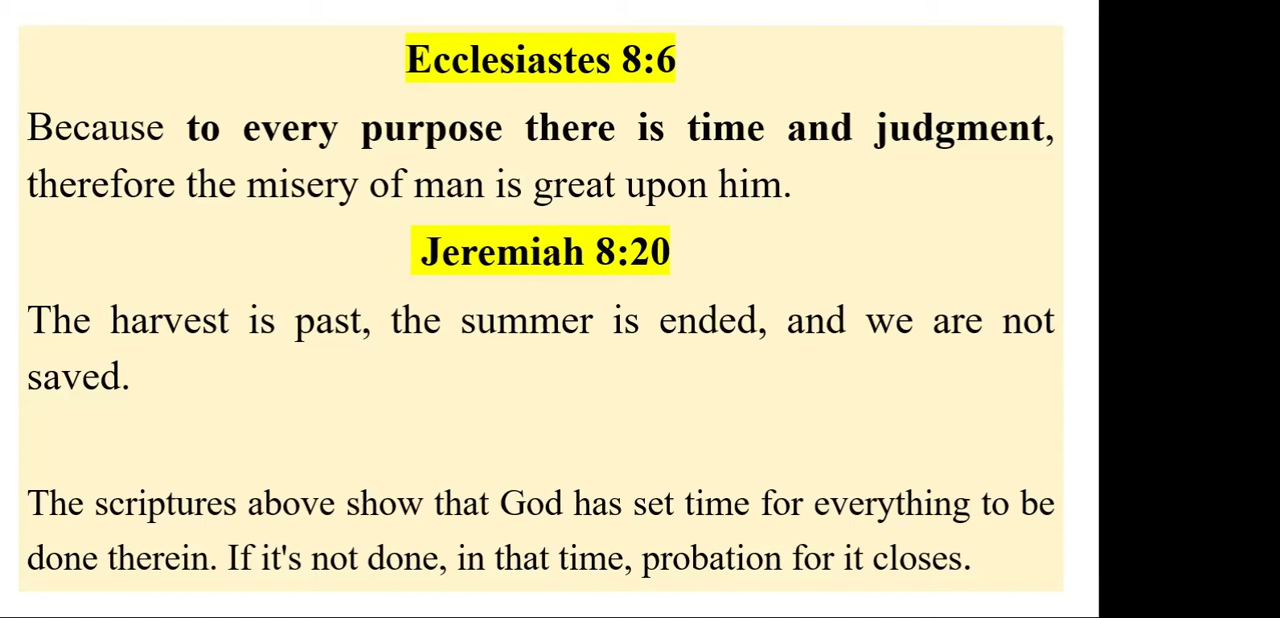 Ecclesiastes 8:6
Because to every purpose there is time and judgment,
therefore the misery of man is great upon him.
Jeremiah 8:20
The harvest is past, the summer is ended, and we are not
saved.
The scriptures above show that God has set time for everything to be
done therein. If it's not done, in that time, probation for it closes.